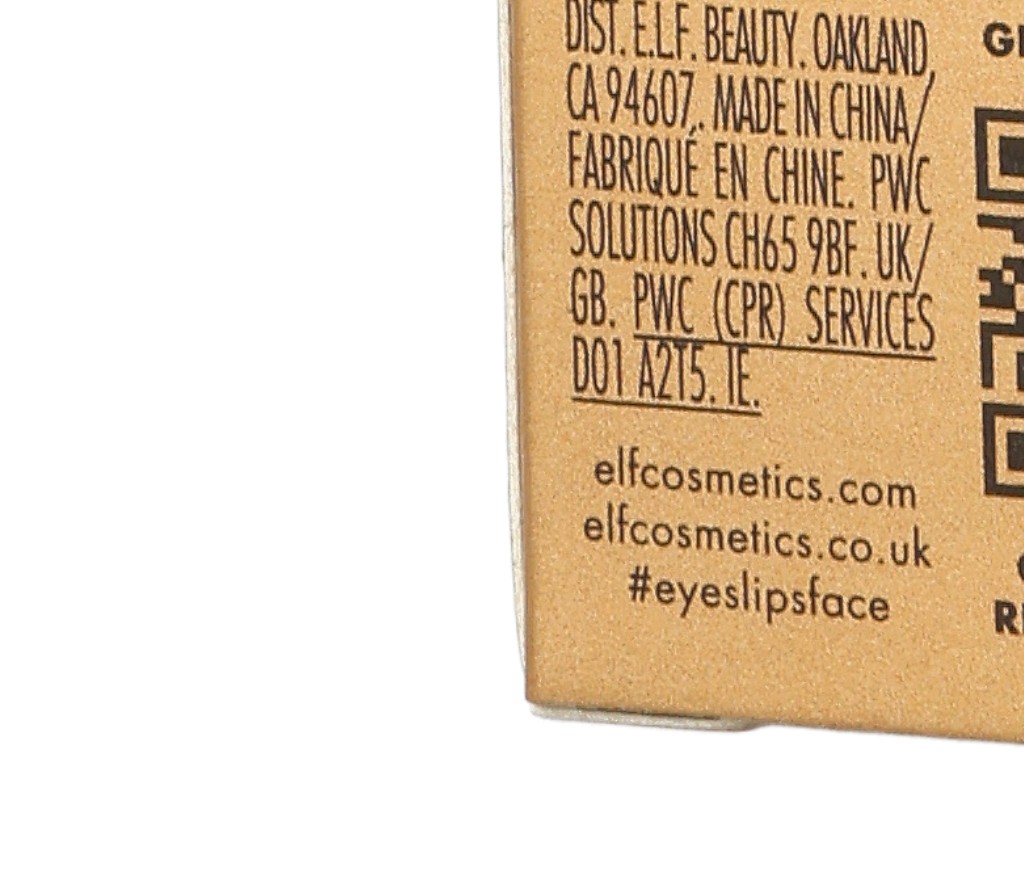 DIST. E.L.F. BEAUTY. OAKLAND,
CA 94607,. MADE IN CHINA/
FABRIQUÉ EN CHINE. PWC
SOLUTIONS CH65 9BF. UK/
GB. PWC (CPR) SERVICES
D01 A2T5. IE.
elfcosmetics.com
elfcosmetics.co.uk
#eyeslipsface